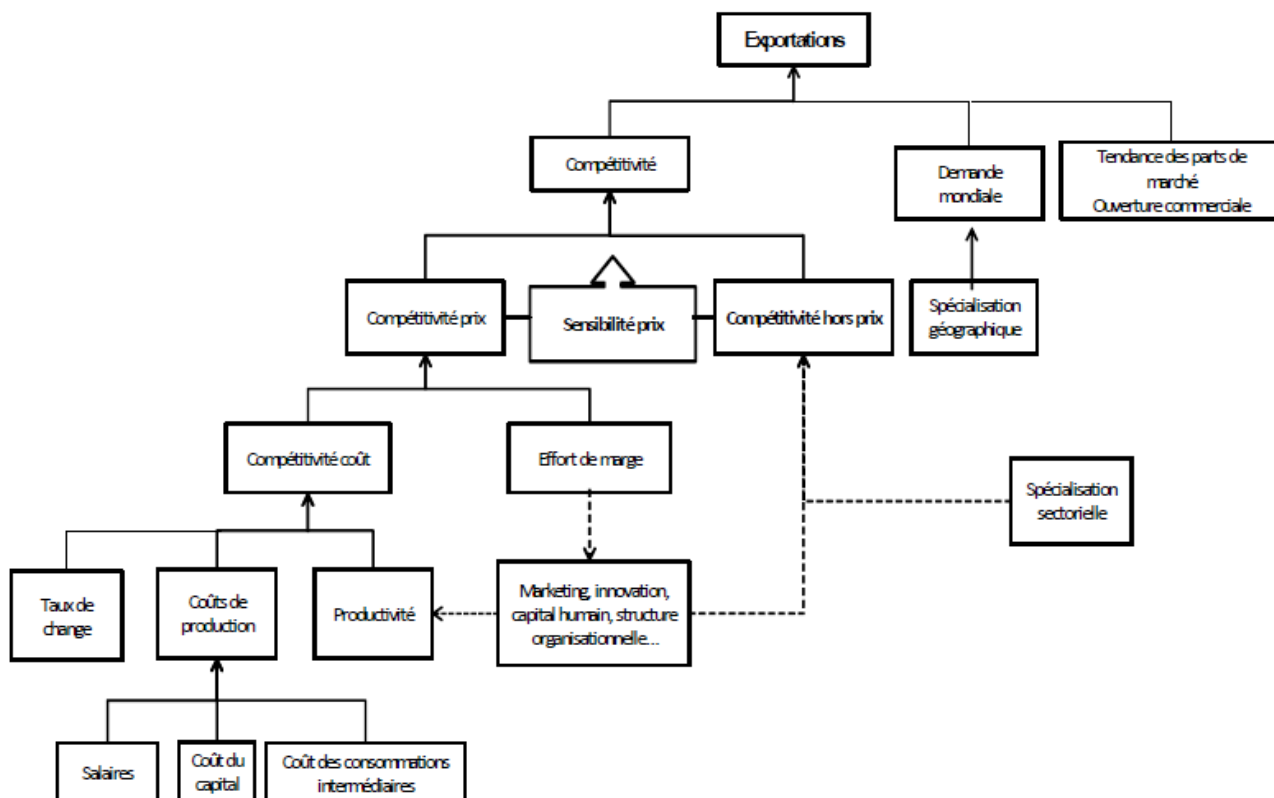 Exportations
Compétitivité
Demande
mondiale
Tendance des parts de
marché
Ouverture commerciale
Compétitivité prix
Sensibilité prix
Compétitivité hors prix
Spécialisation
géographique
Compétitivité coût
Effort de marge
Spécialisation
sectorielle
Taux de
change
Coûts de
production
Productivité
Marketing, innovation,
capital humain, structure
organisationnelle...
Salaires
Coût du
capital
Coût des consommations
intermédiaires